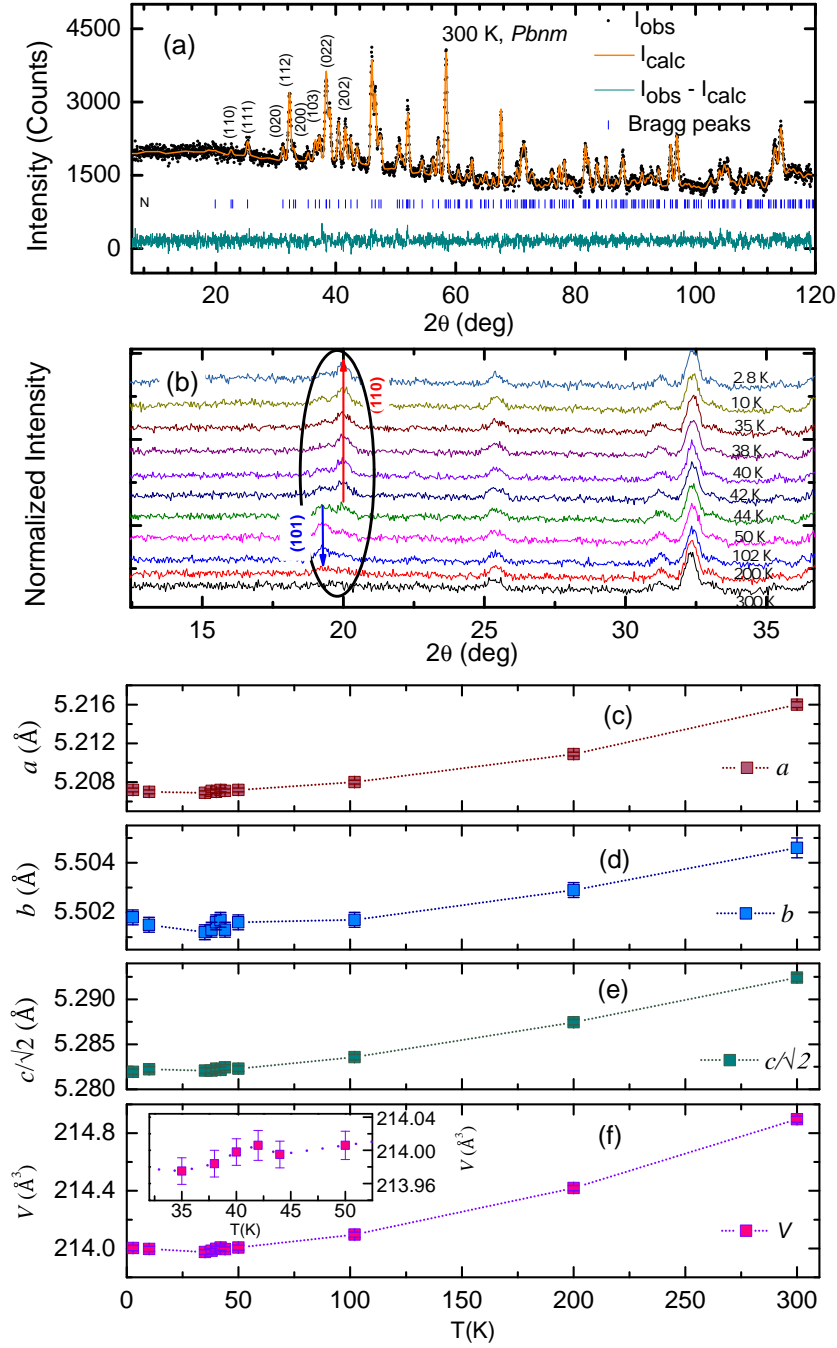 (a)
300 K, Pbnm
I_obs
I_calc
I_obs - I_calc
Bragg peaks
(110)
(111)
(020)
(112)
(200)
(103)
(022)
(202)
N
4500
3000
1500
0
Intensity (Counts)
20 40 60 80 100 120
2θ (deg)
(b)
Normalized Intensity
(110)
(101)
2.8 K
10 K
35 K
38 K
40 K
42 K
44 K
50 K
102 K
200 K
300 K
15 20 25 30 35
2θ (deg)
(c)
5.216
5.212
5.208
a (Å)
a
(d)
5.504
5.502
b (Å)
b
(e)
5.290
5.285
5.280
c/√2 (Å)
c/√2
(f)
214.8
214.4
214.0
V (Å³)
V
214.04
214.00
213.96
V (Å³)
35 40 45 50
T(K)
0 50 100 150 200 250 300
T(K)